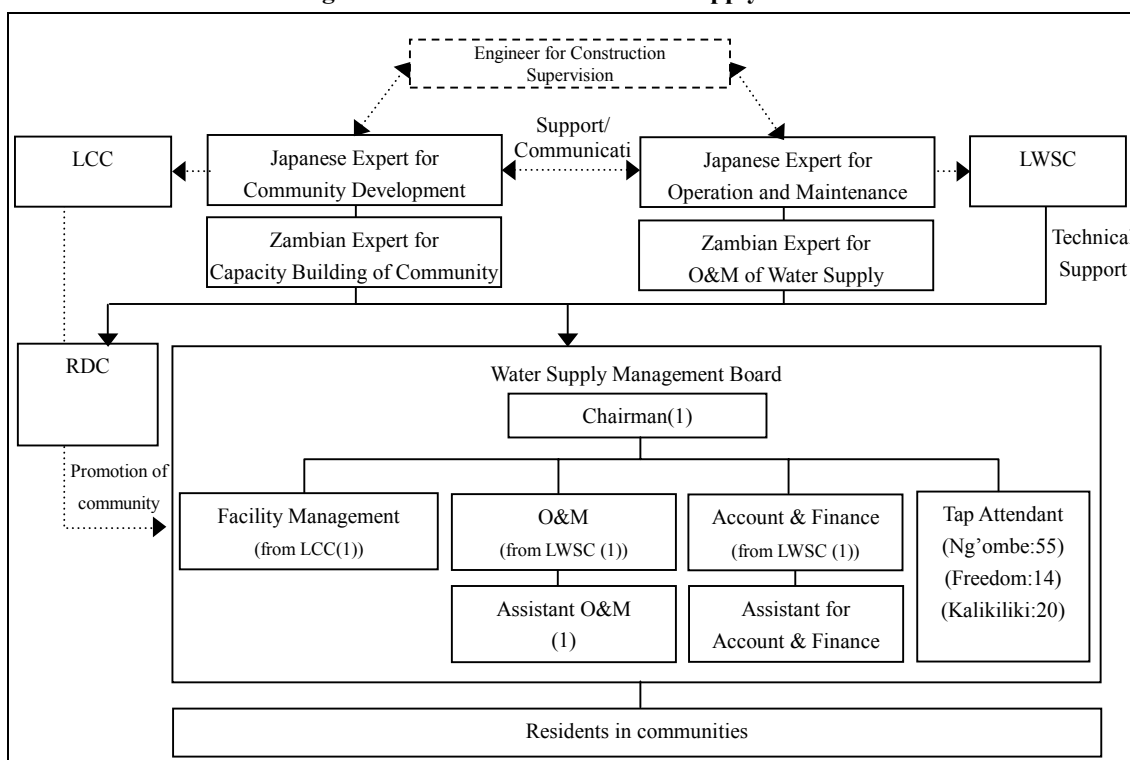 Engineer for Construction
Supervision
Support/
Communicati
LCC
Japanese Expert for
Community Development
Japanese Expert for
Operation and Maintenance
LWSC
Zambian Expert for
Capacity Building of Community
Zambian Expert for
O&M of Water Supply
Technical
Support
RDC
Water Supply Management Board
Chairman(1)
Promotion of
community
Facility Management
(from LCC(1))
O&M
(from LWSC (1))
Account & Finance
(from LWSC (1))
Tap Attendant
(Ng’ombe:55)
(Freedom:14)
(Kalikiliki:20)
Assistant O&M
(1)
Assistant for
Account & Finance
Residents in communities